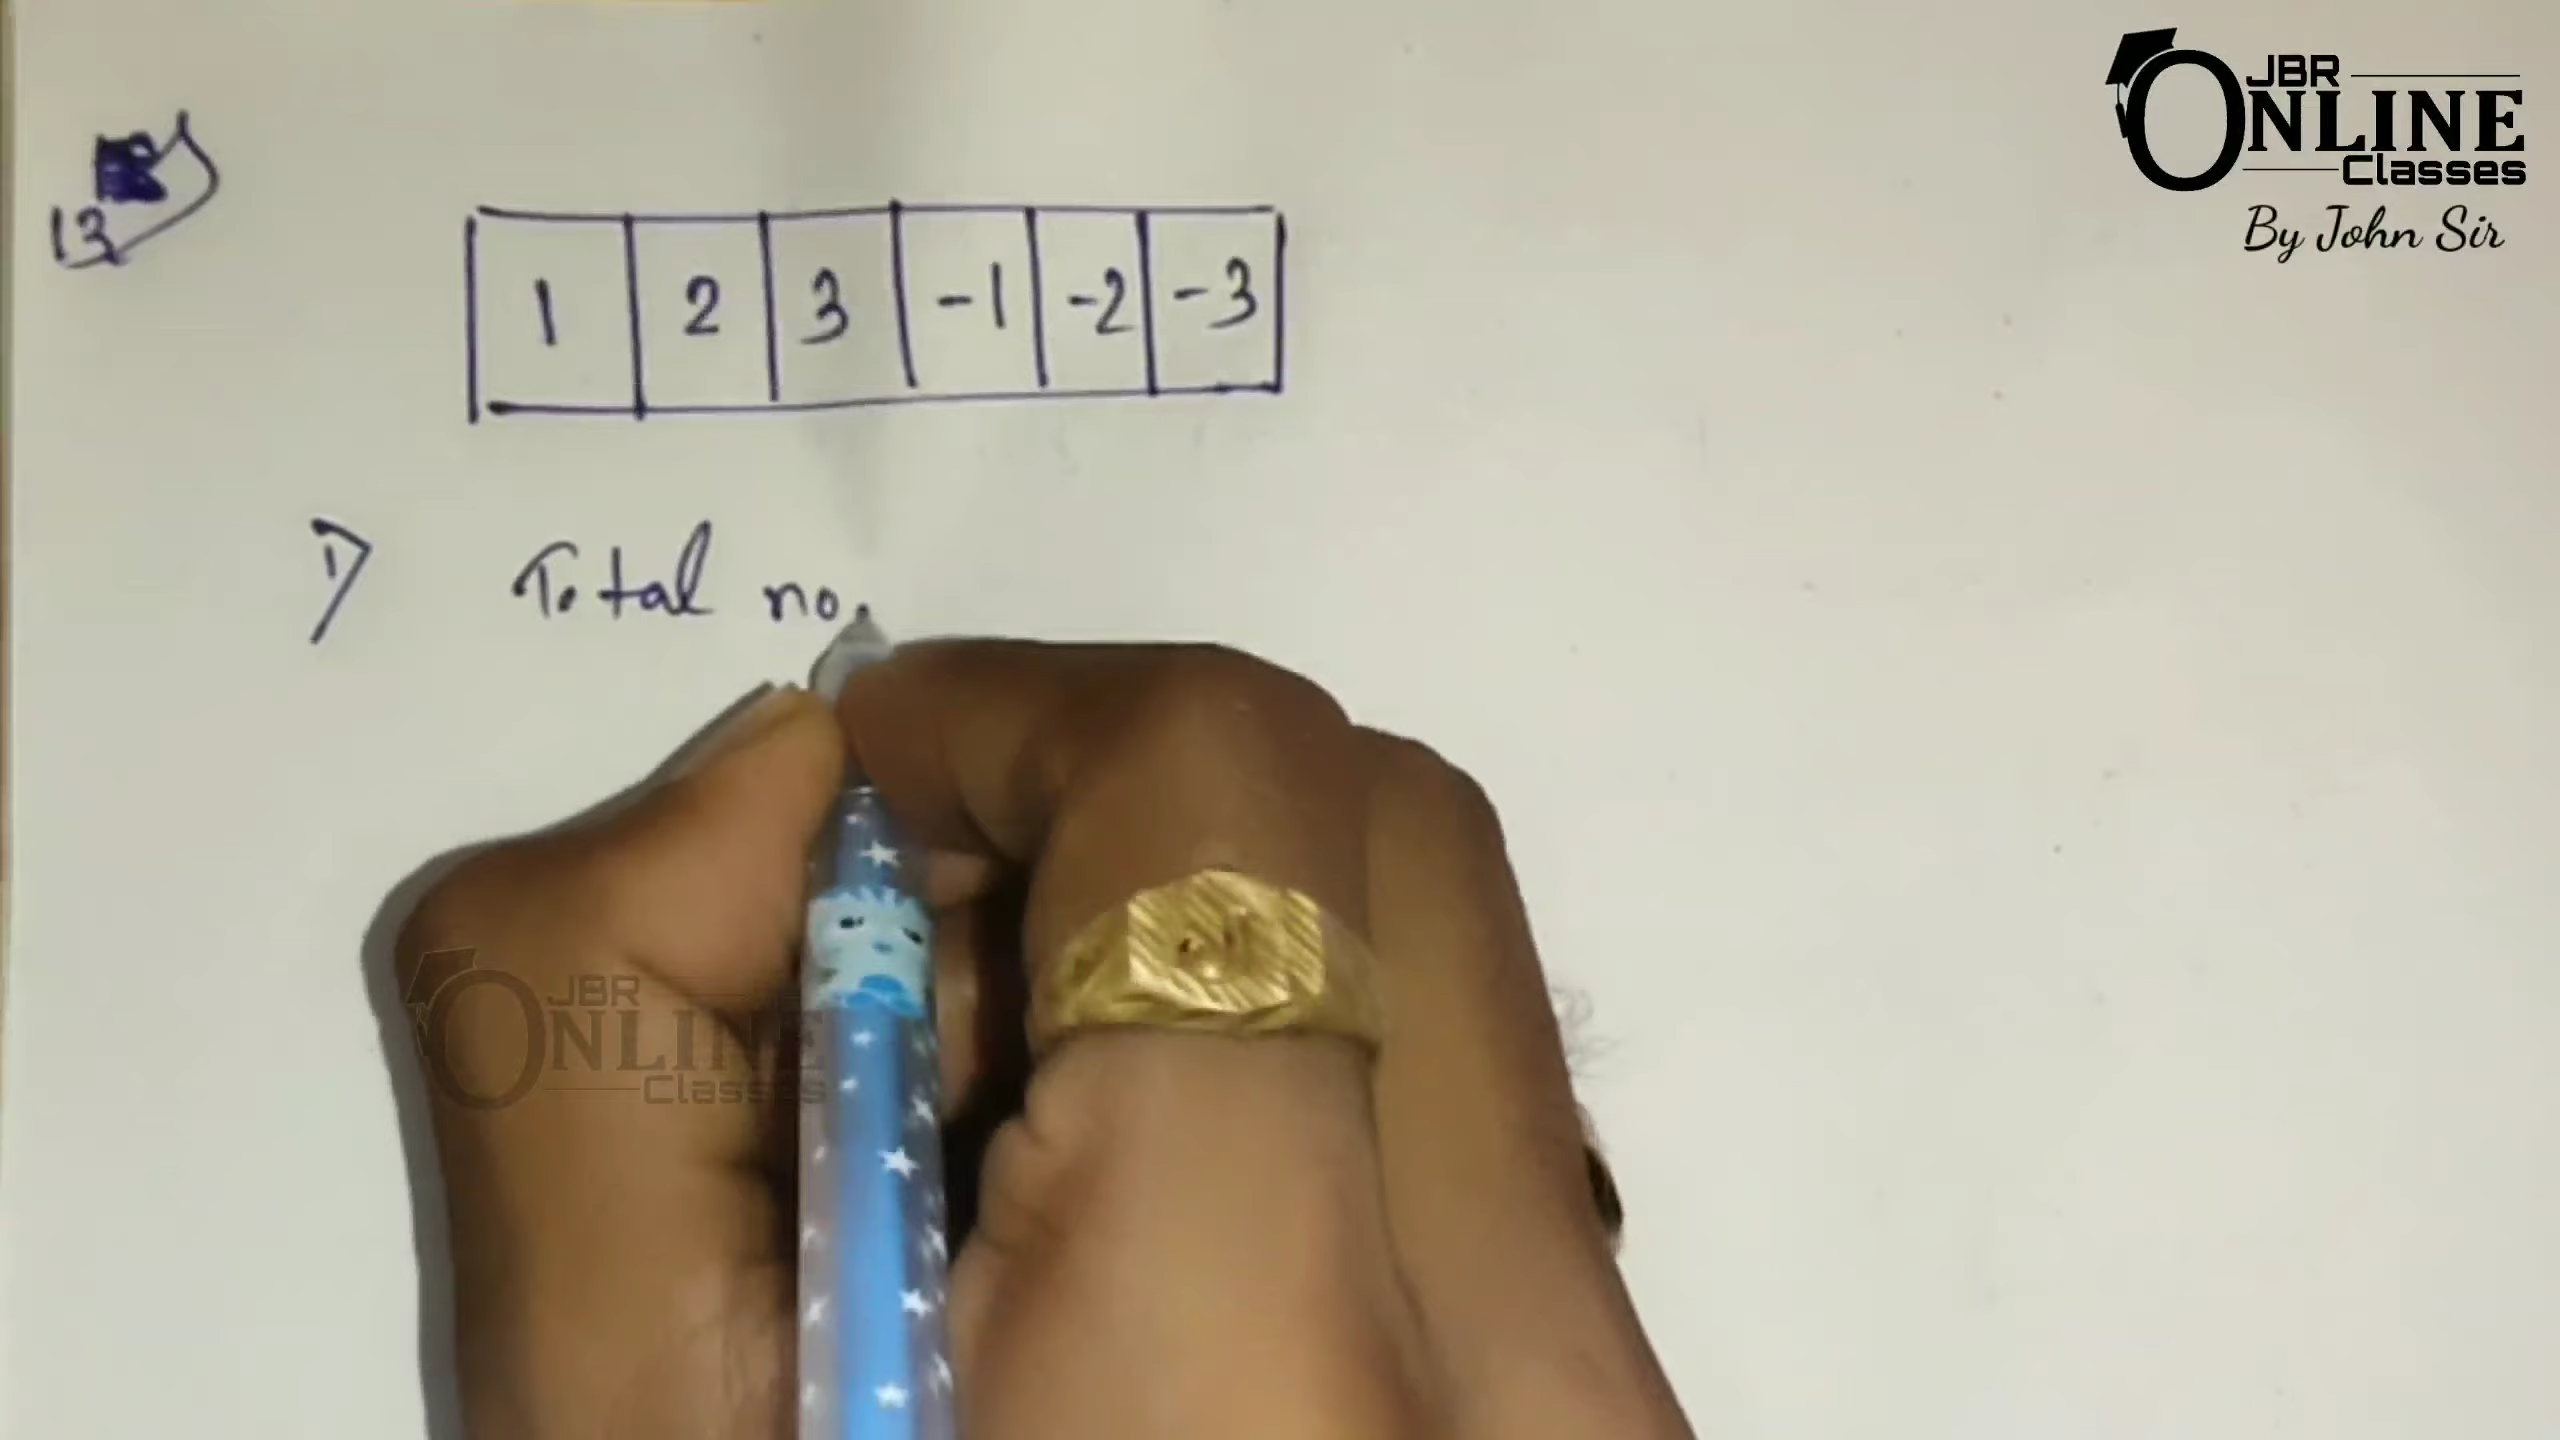 JBR
ONLINE
Classes
By John Sir
13
1 2 3 -1 -2 -3
1) Total no.
JBR
ONLINE
Classes